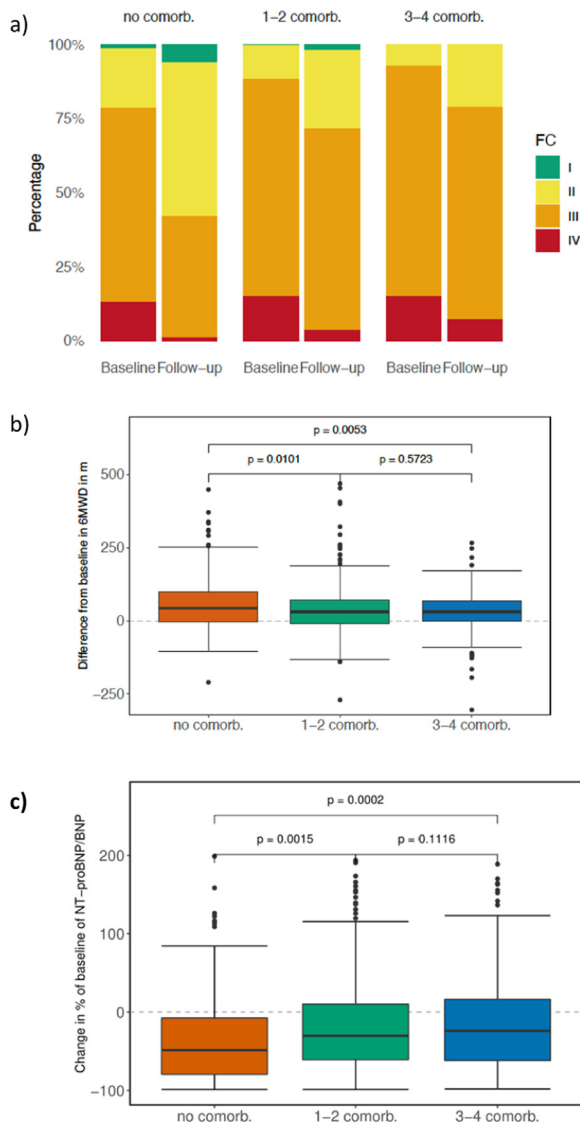 a)
no comorb. 1−2 comorb. 3−4 comorb.
100%
75%
50%
25%
0%
Percentage
FC
I
II
III
IV
Baseline Follow−up Baseline Follow−up Baseline Follow−up
b)
p = 0.0053
p = 0.0101 p = 0.5723
500
250
0
−250
Difference from baseline in 6MWD in m
no comorb. 1−2 comorb. 3−4 comorb.
c)
p = 0.0002
p = 0.0015 p = 0.1116
200
100
0
−100
Change in % of baseline of NT−proBNP/BNP
no comorb. 1−2 comorb. 3−4 comorb.